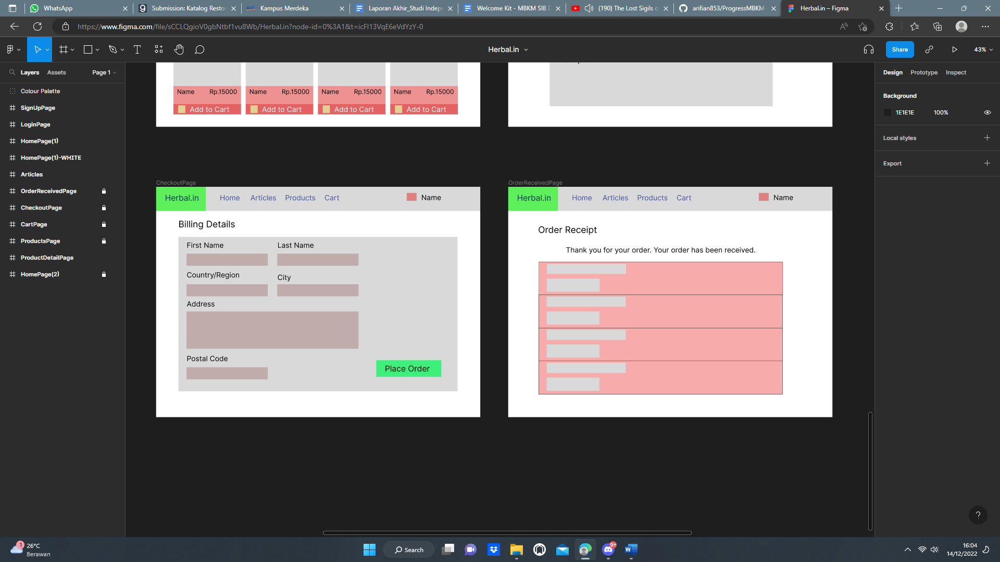 WhatsApp
Submission: Katalog Resto
Kampus Merdeka
Laporan Akhir_Studi Indep
Welcome Kit - MBKM SIB D
(190) The Lost Sigils o
arifian853/ProgressMBKM-
Herbal.in – Figma
https://www.figma.com/file/sCCLQgioV0gbNtbf1vu8Wb/Herbal.in?node-id=0%3A1&t=icFI13VqE6eVdYzY-0
Herbal.in
Share
43%
Layers Assets Page 1
Colour Palette
SignUpPage
LoginPage
HomePage(1)
HomePage(1)-WHITE
Articles
OrderReceivedPage
CheckoutPage
CartPage
ProductsPage
ProductDetailPage
HomePage(2)
Name Rp.15000 Name Rp.15000 Name Rp.15000 Name Rp.15000
Add to Cart Add to Cart Add to Cart Add to Cart
CheckoutPage
Herbal.in Home Articles Products Cart Name
Billing Details
First Name Last Name
Country/Region City
Address
Postal Code
Place Order
OrderReceivedPage
Herbal.in Home Articles Products Cart Name
Order Receipt
Thank you for your order. Your order has been received.
Design Prototype Inspect
Background
1E1E1E 100%
Local styles
Export
?
1
26°C
Berawan
Search
9+
16:04
14/12/2022